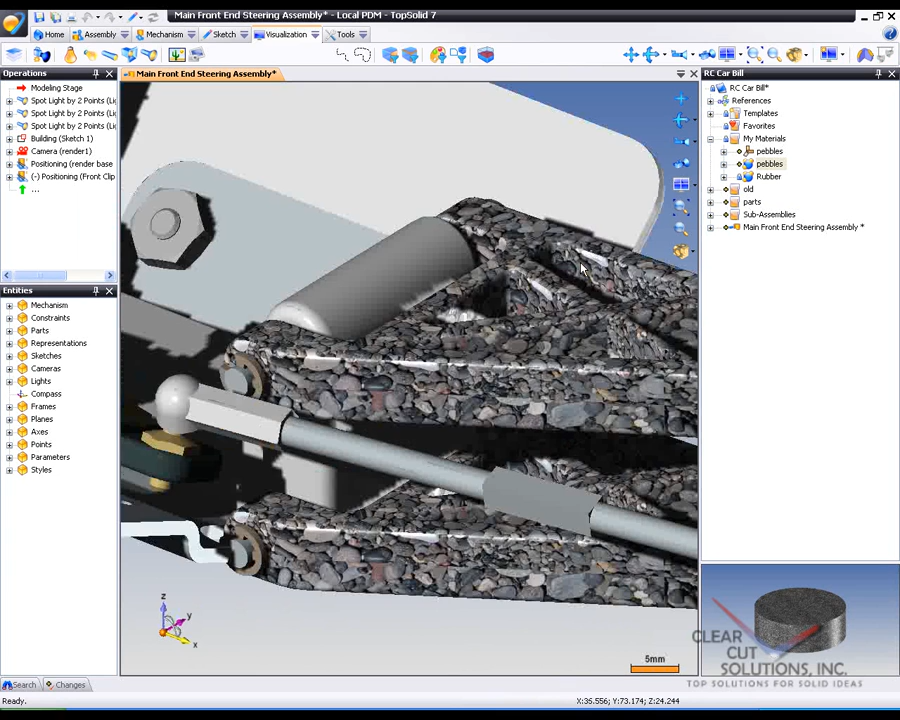 Main Front End Steering Assembly* - Local PDM - TopSolid 7
Home Assembly Mechanism Sketch Visualization Tools
Operations
Modeling Stage
Spot Light by 2 Points (Li
Spot Light by 2 Points (Li
Spot Light by 2 Points (Li
Building (Sketch 1)
Camera (render1)
Positioning (render base
(-) Positioning (Front Clip
...
Entities
Mechanism
Constraints
Parts
Representations
Sketches
Cameras
Lights
Compass
Frames
Planes
Axes
Points
Parameters
Styles
Search Changes
Ready.
Main Front End Steering Assembly*
z
y
x
5mm
X:35.556; Y:73.174; Z:24.244
RC Car Bill
RC Car Bill*
References
Templates
Favorites
My Materials
pebbles
pebbles
Rubber
old
parts
Sub-Assemblies
Main Front End Steering Assembly *
CLEAR
CUT
SOLUTIONS, INC.
TOP SOLUTIONS FOR SOLID IDEAS